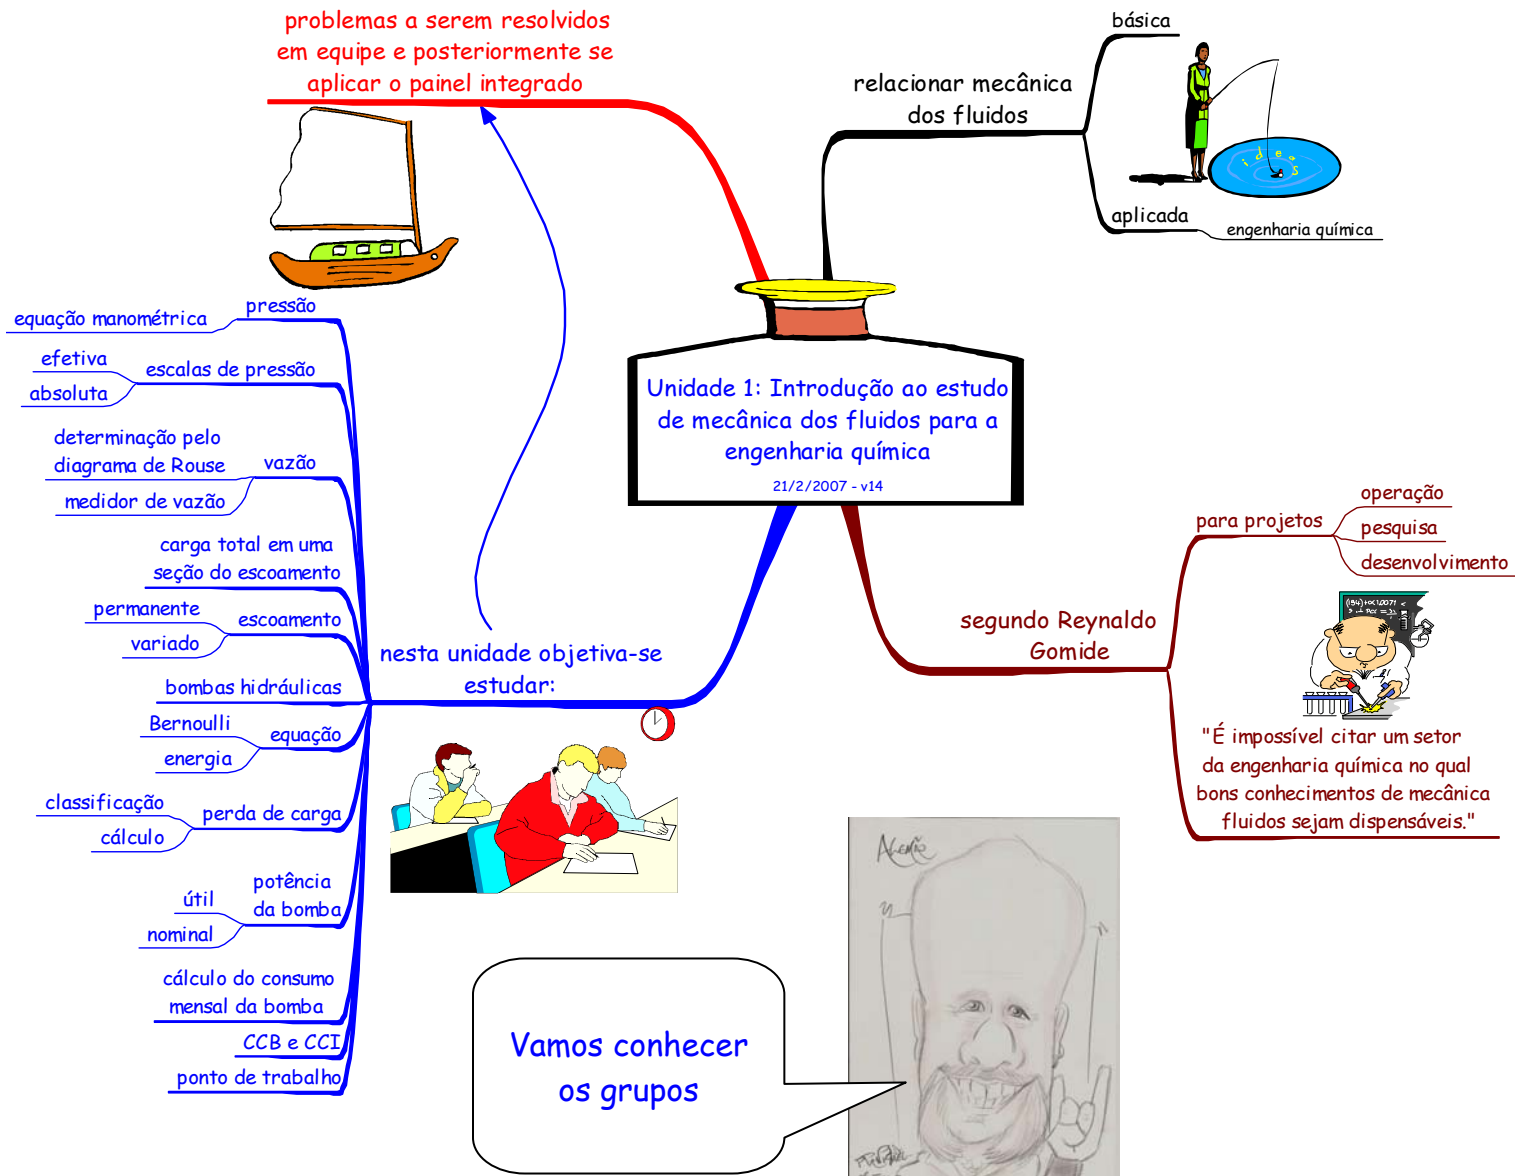 problemas a serem resolvidos
em equipe e posteriormente se
aplicar o painel integrado
básica
relacionar mecânica
dos fluidos
ideas
aplicada
engenharia química
Unidade 1: Introdução ao estudo
de mecânica dos fluidos para a
engenharia química
21/2/2007 - v14
pressão
equação manométrica
escalas de pressão
efetiva
absoluta
vazão
determinação pelo
diagrama de Rouse
medidor de vazão
carga total em uma
seção do escoamento
escoamento
permanente
variado
nesta unidade objetiva-se
estudar:
bombas hidráulicas
equação
Bernoulli
energia
perda de carga
classificação
cálculo
potência
da bomba
útil
nominal
cálculo do consumo
mensal da bomba
CCB e CCI
ponto de trabalho
segundo Reynaldo
Gomide
para projetos
operação
pesquisa
desenvolvimento
"É impossível citar um setor
da engenharia química no qual
bons conhecimentos de mecânica
fluidos sejam dispensáveis."
Vamos conhecer
os grupos